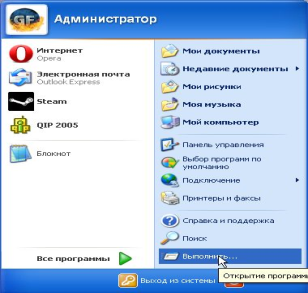 GF
Администратор
Интернет
Opera
Электронная почта
Outlook Express
Steam
QIP 2005
Блокнот
Все программы
Мои документы
Недавние документы
Мои рисунки
Моя музыка
Мой компьютер
Панель управления
Выбор программ по
умолчанию
Подключение
Принтеры и факсы
Справка и поддержка
Поиск
Выполнить...
Открытие программ
Выход из системы